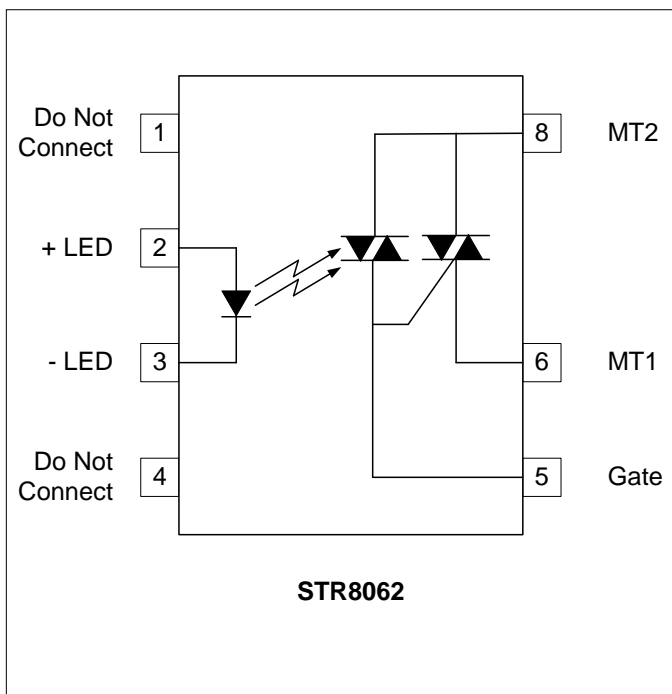 Do Not
Connect
1
8
MT2
+ LED
2
- LED
3
6
MT1
Do Not
Connect
4
5
Gate
STR8062